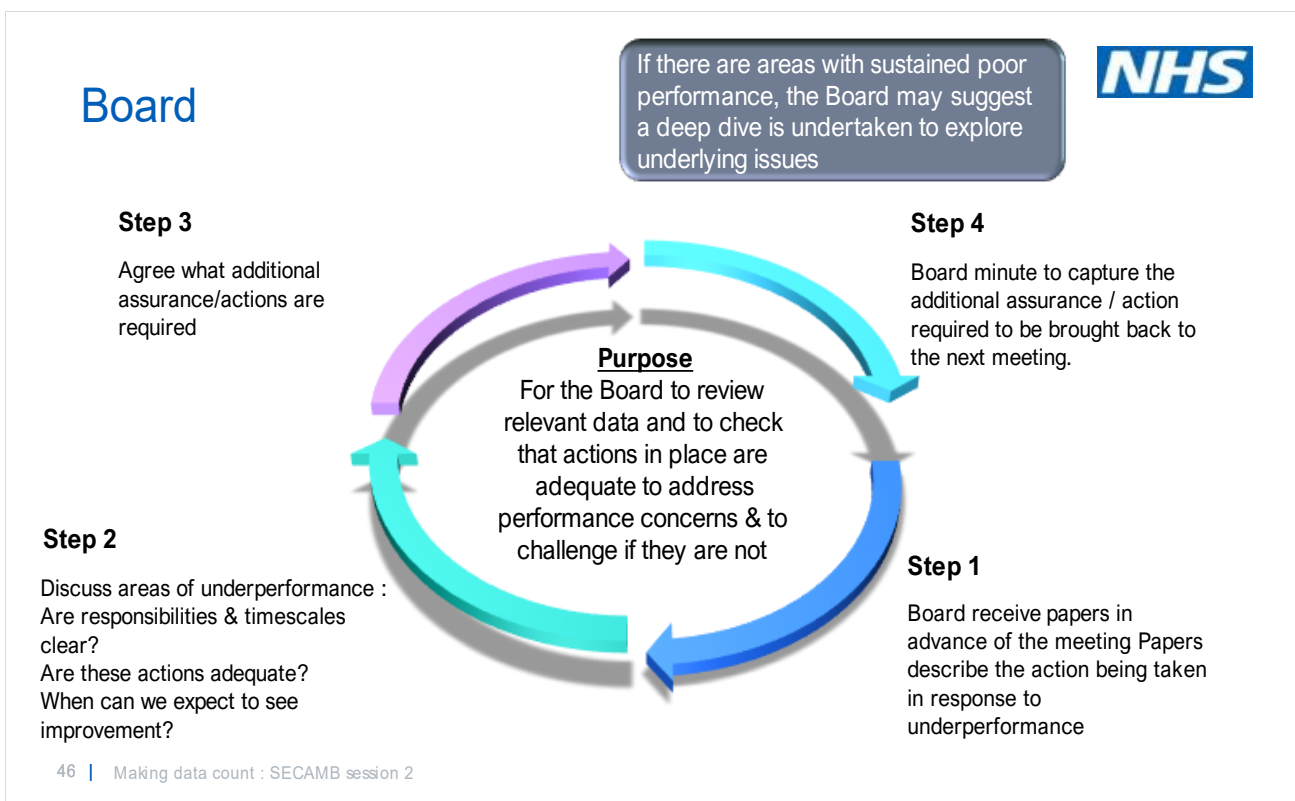 Board
If there are areas with sustained poor
performance, the Board may suggest
a deep dive is undertaken to explore
underlying issues
NHS
Step 3
Agree what additional
assurance/actions are
required
Step 4
Board minute to capture the
additional assurance / action
required to be brought back to
the next meeting.
Purpose
For the Board to review
relevant data and to check
that actions in place are
adequate to address
performance concerns & to
challenge if they are not
Step 2
Discuss areas of underperformance :
Are responsibilities & timescales
clear?
Are these actions adequate?
When can we expect to see
improvement?
Step 1
Board receive papers in
advance of the meeting Papers
describe the action being taken
in response to
underperformance
46 | Making data count : SECAMB session 2